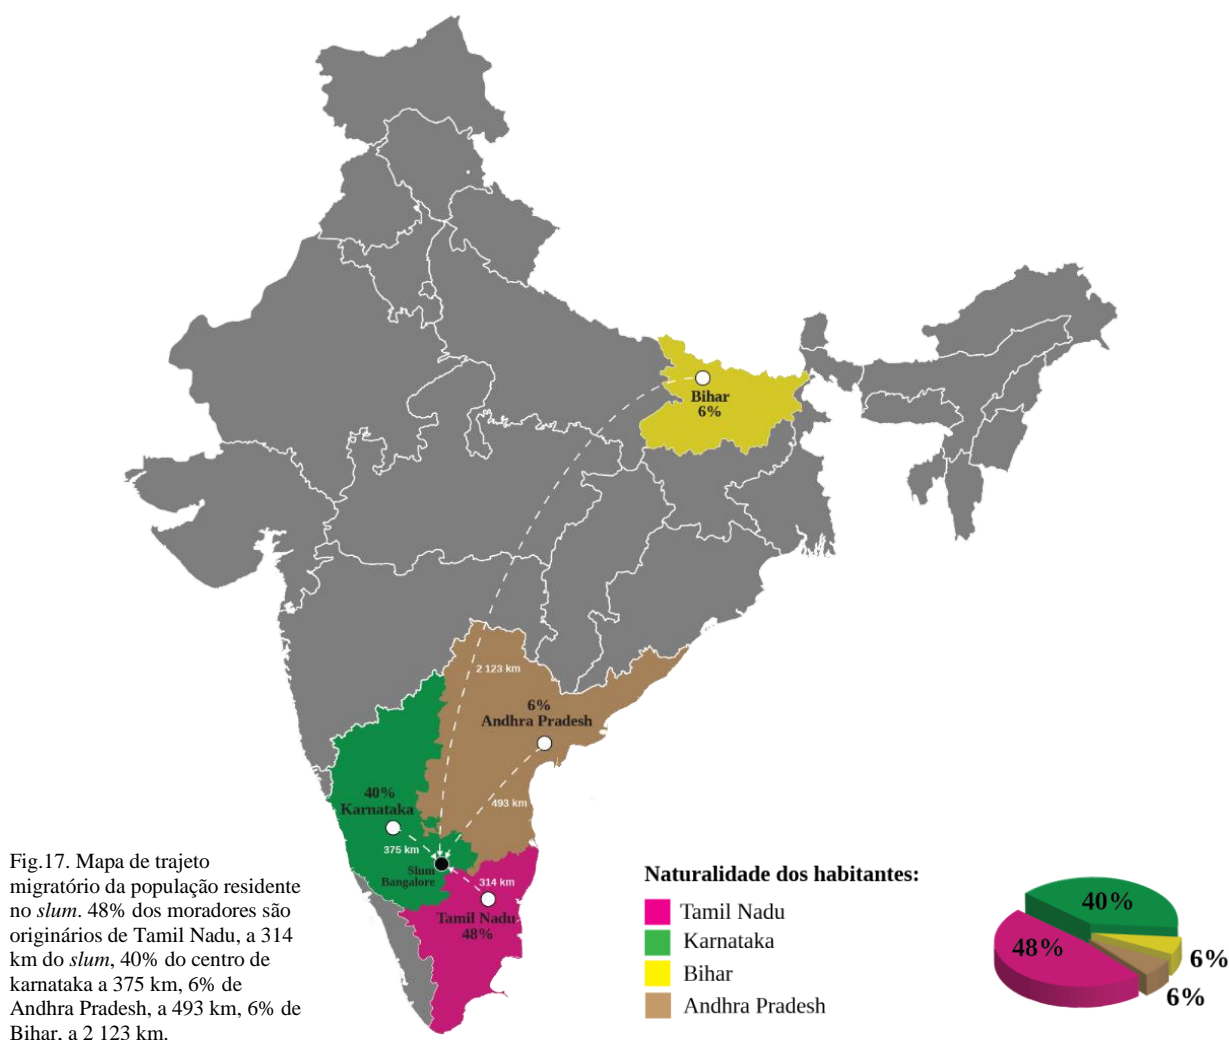 Bihar
6%
2 123 km
6%
Andhra Pradesh
493 km
40%
Karnataka
375 km
Slum
Bangalore
314 km
Tamil Nadu
48%
Fig.17. Mapa de trajeto
migratório da população residente
no slum. 48% dos moradores são
originários de Tamil Nadu, a 314
km do slum, 40% do centro de
karnataka a 375 km, 6% de
Andhra Pradesh, a 493 km, 6% de
Bihar, a 2 123 km.
Naturalidade dos habitantes:
Tamil Nadu
Karnataka
Bihar
Andhra Pradesh
40%
48%
6%
6%